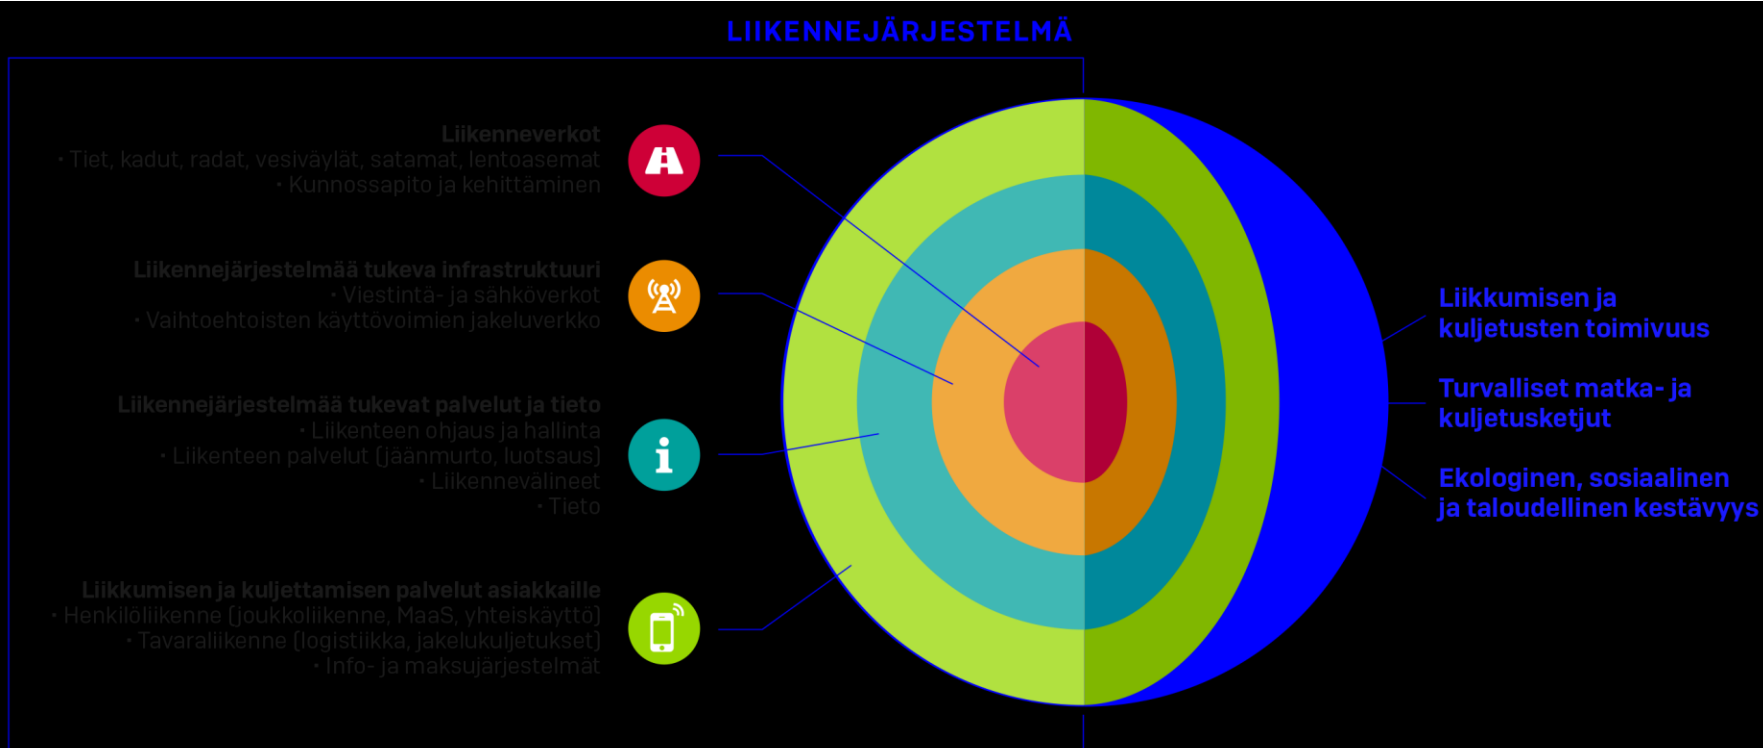 LIIKENNEJÄRJESTELMÄ
Liikenneverkot
• Tiet, kadut, radat, vesiväylät, satamat, lentoasemat
• Kunnossapito ja kehittäminen
Liikennejärjestelmää tukeva infrastruktuuri
• Viestintä- ja sähköverkot
• Vaihtoehtoisten käyttövoimien jakeluverkko
Liikennejärjestelmää tukevat palvelut ja tieto
• Liikenteen ohjaus ja hallinta
• Liikenteen palvelut (jäänmurto, luotsaus)
• Liikennevälineet
• Tieto
Liikkumisen ja kuljettamisen palvelut asiakkaille
• Henkilöliikenne (joukkoliikenne, MaaS, yhteiskäyttö)
• Tavaraliikenne (logistiikka, jakelukuljetukset)
• Info- ja maksujärjestelmät
Liikkumisen ja
kuljetusten toimivuus
Turvalliset matka- ja
kuljetusketjut
Ekologinen, sosiaalinen
ja taloudellinen kestävyys